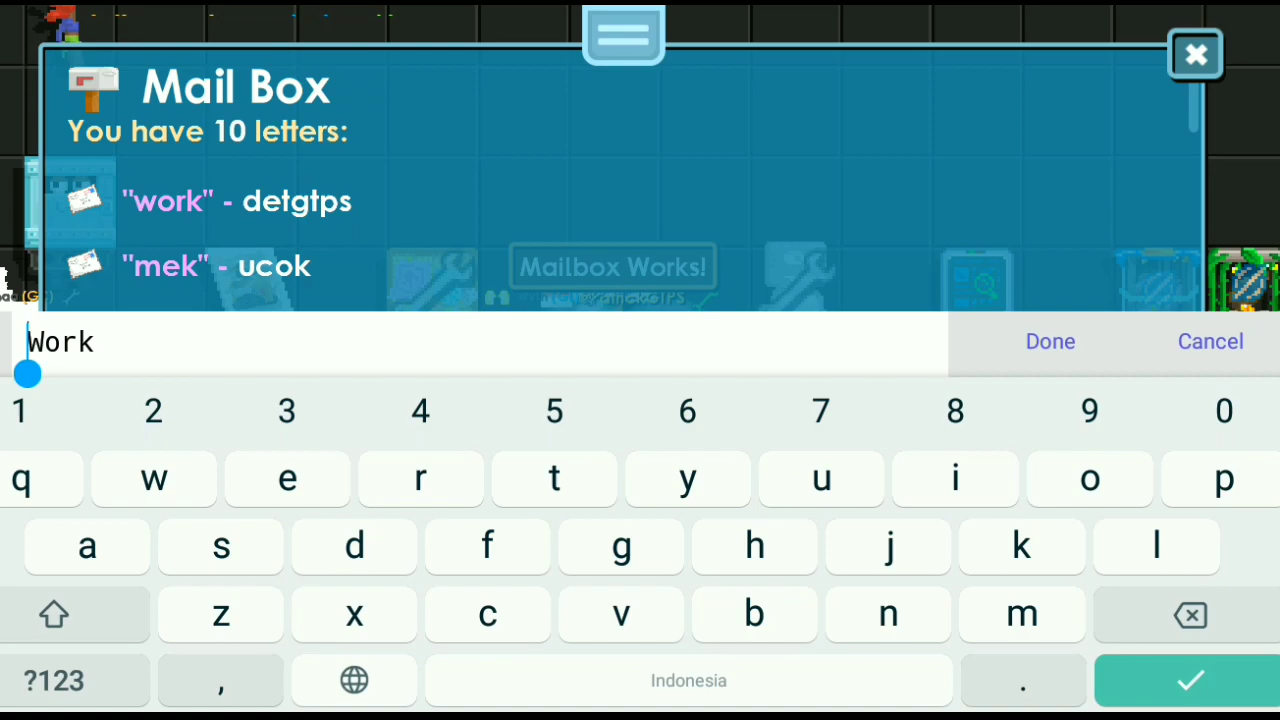 Mail Box
You have 10 letters:
"work" - detgtps
"mek" - ucok
Mailbox Works!
Work
Done
Cancel
1 2 3 4 5 6 7 8 9 0
q w e r t y u i o p
a s d f g h j k l
z x c v b n m
?123 , Indonesia .